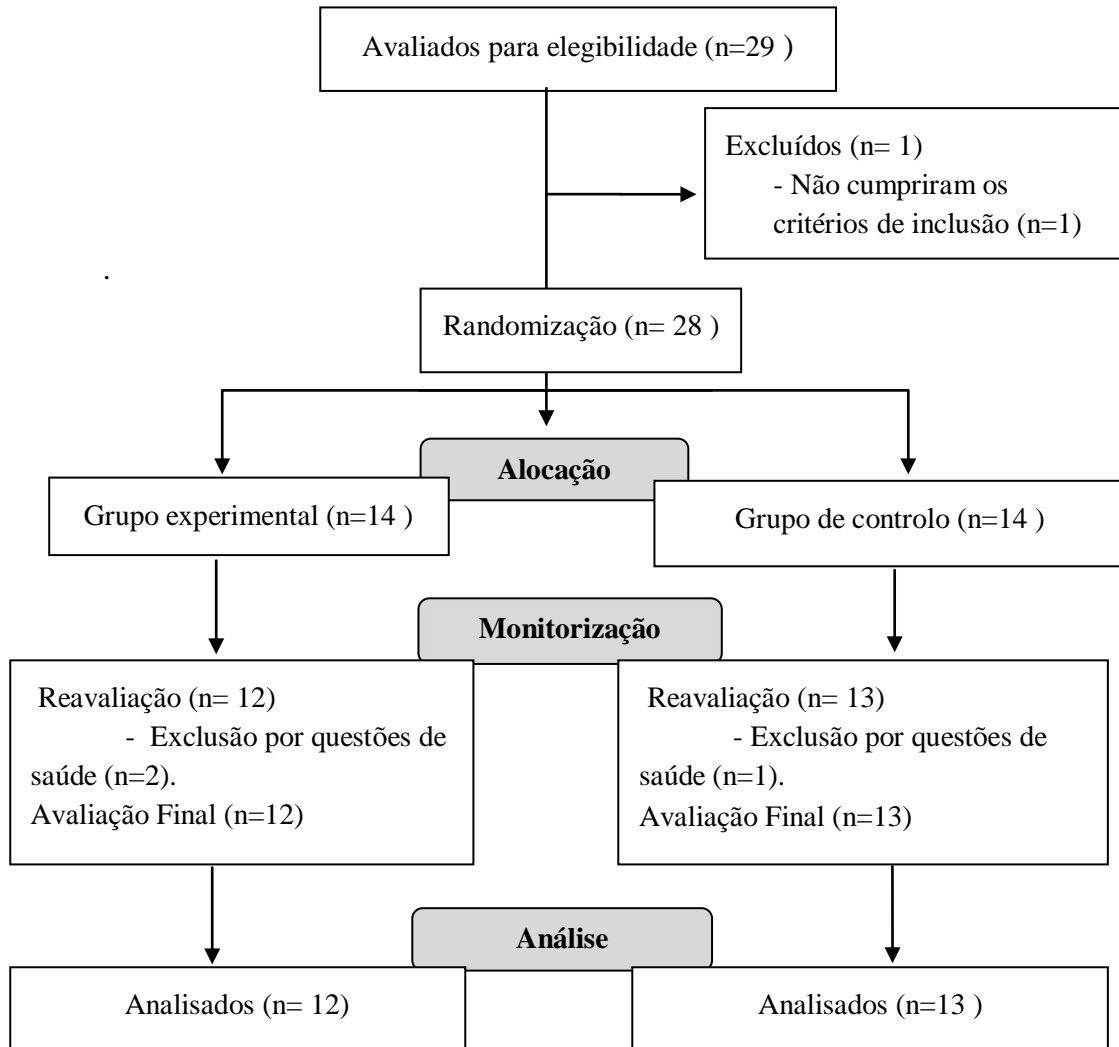 Avaliados para elegibilidade (n=29 )
Excluídos (n= 1)
- Não cumpriram os
critérios de inclusão (n=1)
.
Randomização (n= 28 )
Alocação
Grupo experimental (n=14 )
Grupo de controlo (n=14 )
Monitorização
Reavaliação (n= 12)
- Exclusão por questões de
saúde (n=2).
Avaliação Final (n=12)
Reavaliação (n= 13)
- Exclusão por questões de
saúde (n=1).
Avaliação Final (n=13)
Análise
Analisados (n= 12)
Analisados (n=13 )